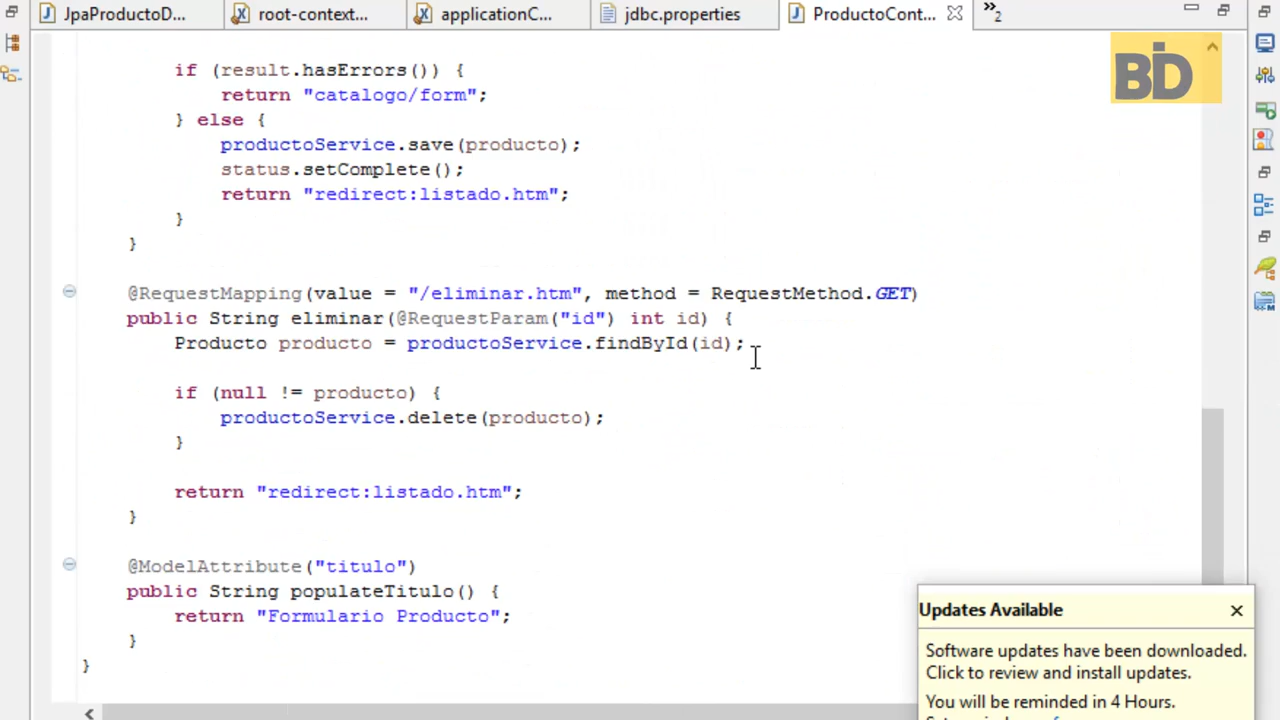 JpaProductoD...
root-context...
applicationC...
jdbc.properties
ProductoCont...
2
BID
if (result.hasErrors()) {
return "catalogo/form";
} else {
productoService.save(producto);
status.setComplete();
return "redirect:listado.htm";
}
}
@RequestMapping(value = "/eliminar.htm", method = RequestMethod.GET)
public String eliminar(@RequestParam("id") int id) {
Producto producto = productoService.findById(id);
if (null != producto) {
productoService.delete(producto);
}
return "redirect:listado.htm";
}
@ModelAttribute("titulo")
public String populateTitulo() {
return "Formulario Producto";
}
}
Updates Available
Software updates have been downloaded.
Click to review and install updates.
You will be reminded in 4 Hours.